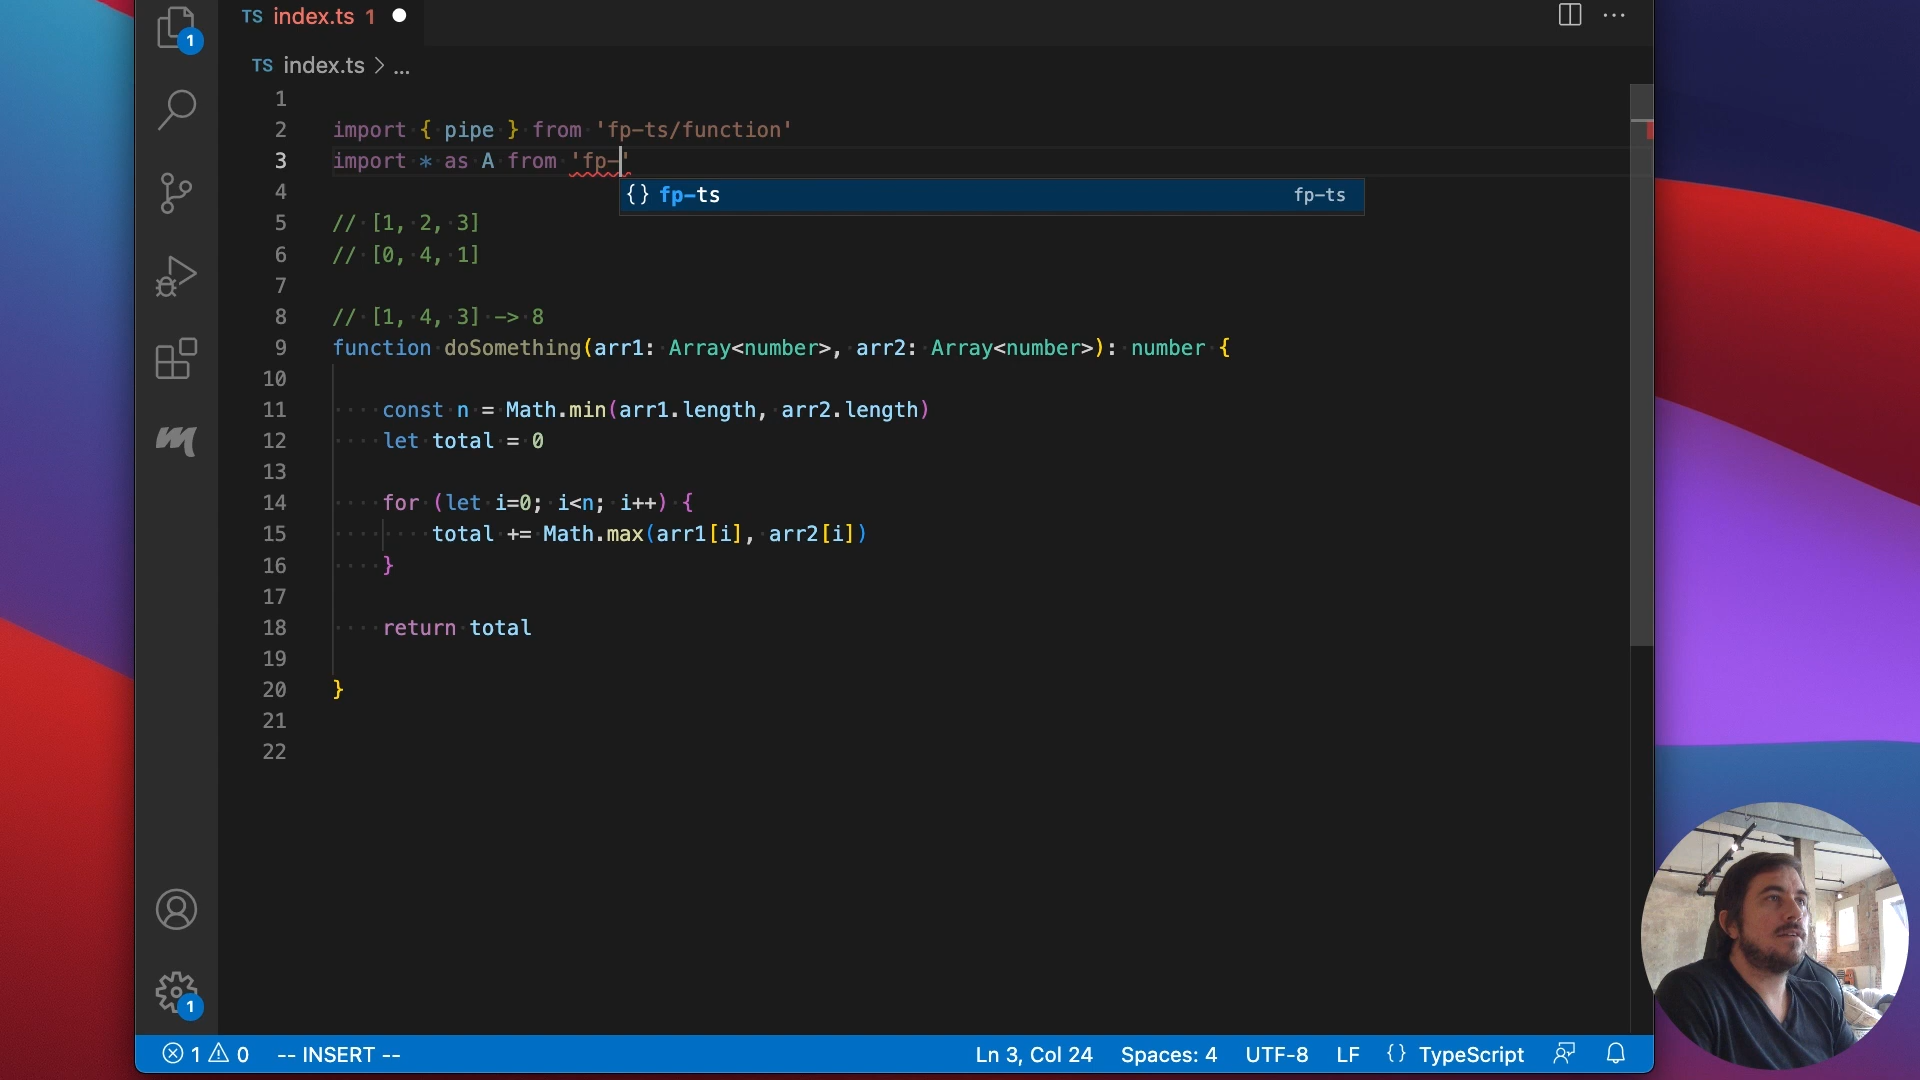 TS index.ts 1
1
TS index.ts > ...
1
2 import { pipe } from 'fp-ts/function'
3 import * as A from 'fp-'
{} fp-ts fp-ts
4
5 // [1, 2, 3]
6 // [0, 4, 1]
7
8 // [1, 4, 3] -> 8
9 function doSomething(arr1: Array<number>, arr2: Array<number>): number {
10
11 const n = Math.min(arr1.length, arr2.length)
12 let total = 0
13
14 for (let i=0; i<n; i++) {
15 total += Math.max(arr1[i], arr2[i])
16 }
17
18 return total
19
20 }
21
22
1
1 0 -- INSERT -- Ln 3, Col 24 Spaces: 4 UTF-8 LF {} TypeScript